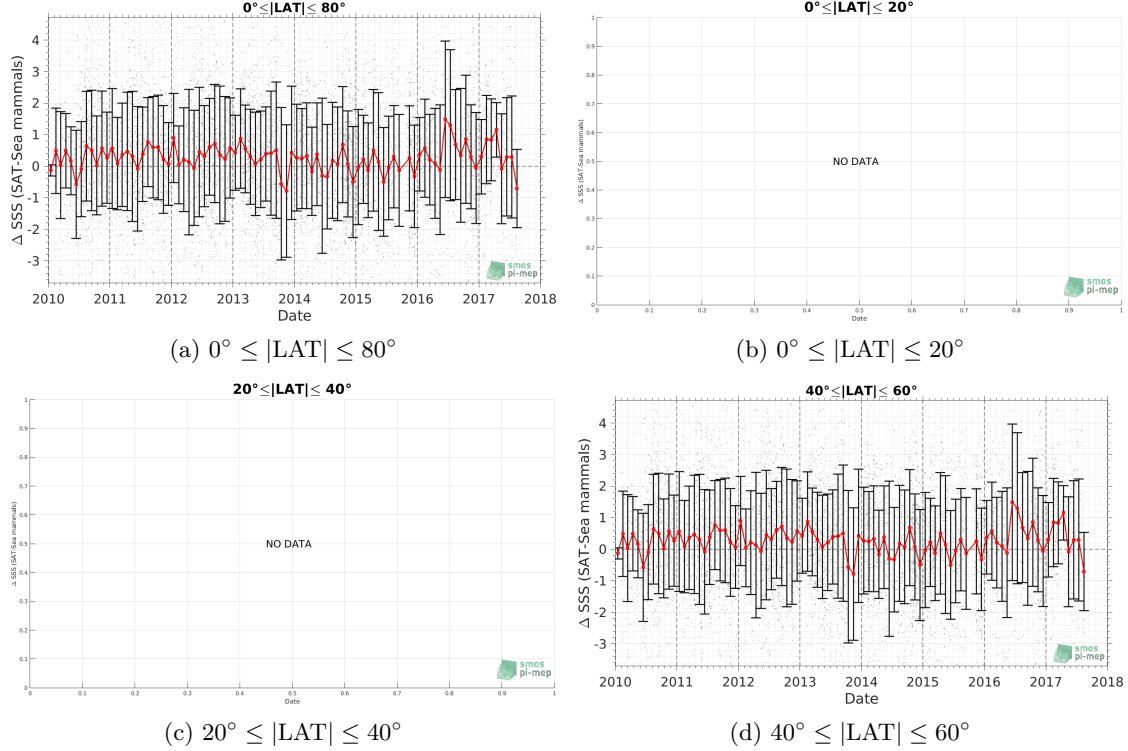 0°≤|LAT|≤ 80°
Δ SSS (SAT-Sea mammals)
4
3
2
1
0
-1
-2
-3
2010 2011 2012 2013 2014 2015 2016 2017 2018
Date
smos
pi-mep
(a) 0° ≤ |LAT| ≤ 80°
0°≤|LAT|≤ 20°
Δ SSS (SAT-Sea mammals)
1
0.9
0.8
0.7
0.6
0.5
0.4
0.3
0.2
0.1
0
NO DATA
0 0.1 0.2 0.3 0.4 0.5 0.6 0.7 0.8 0.9 1
Date
smos
pi-mep
(b) 0° ≤ |LAT| ≤ 20°
20°≤|LAT|≤ 40°
Δ SSS (SAT-Sea mammals)
1
0.9
0.8
0.7
0.6
0.5
0.4
0.3
0.2
0.1
0
NO DATA
0 0.1 0.2 0.3 0.4 0.5 0.6 0.7 0.8 0.9 1
Date
smos
pi-mep
(c) 20° ≤ |LAT| ≤ 40°
40°≤|LAT|≤ 60°
Δ SSS (SAT-Sea mammals)
4
3
2
1
0
-1
-2
-3
2010 2011 2012 2013 2014 2015 2016 2017 2018
Date
smos
pi-mep
(d) 40° ≤ |LAT| ≤ 60°